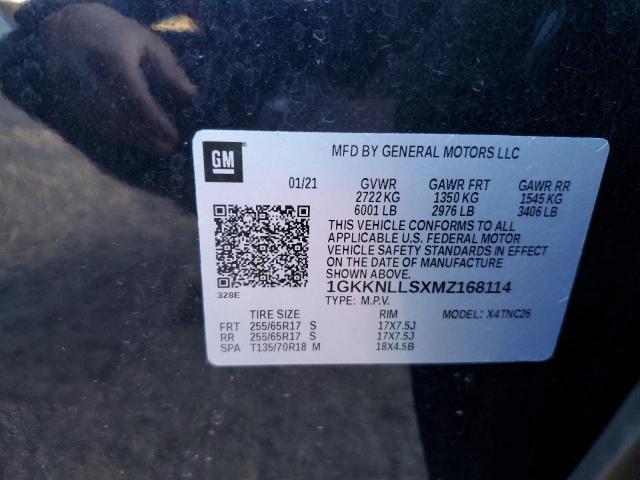 GM
MFD BY GENERAL MOTORS LLC
01/21 GVWR GAWR FRT GAWR RR
2722 KG 1350 KG 1545 KG
6001 LB 2976 LB 3406 LB
THIS VEHICLE CONFORMS TO ALL
APPLICABLE U.S. FEDERAL MOTOR
VEHICLE SAFETY STANDARDS IN EFFECT
ON THE DATE OF MANUFACTURE
SHOWN ABOVE.
328E 1GKKNLLSXMZ168114
TYPE: M.P.V. MODEL: X4TNC26
TIRE SIZE RIM
FRT 255/65R17 S 17X7.5J
RR 255/65R17 S 17X7.5J
SPA T135/70R18 M 18X4.5B